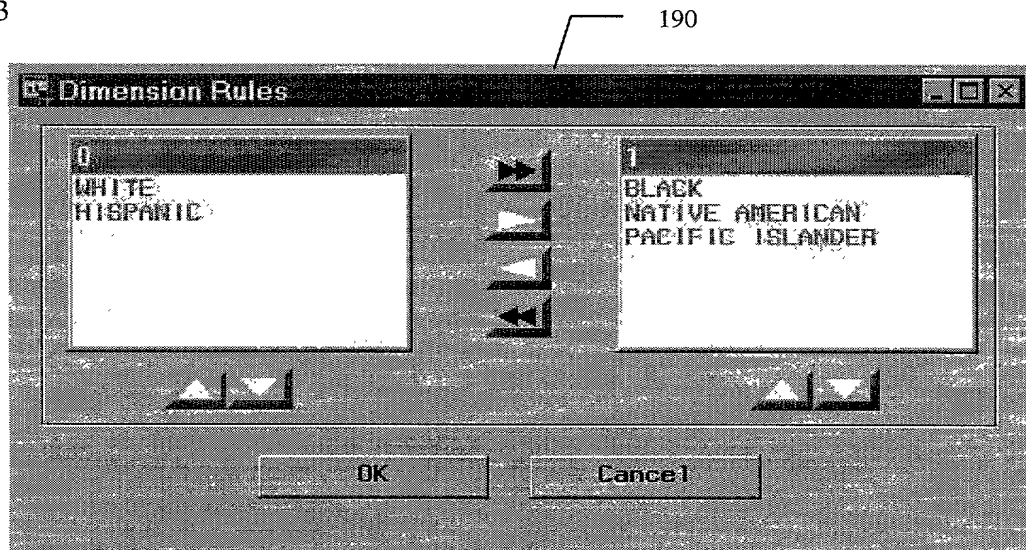 3
190
Dimension Rules
0
WHITE
HISPANIC
1
BLACK
NATIVE AMERICAN
PACIFIC ISLANDER
OK
Cancel